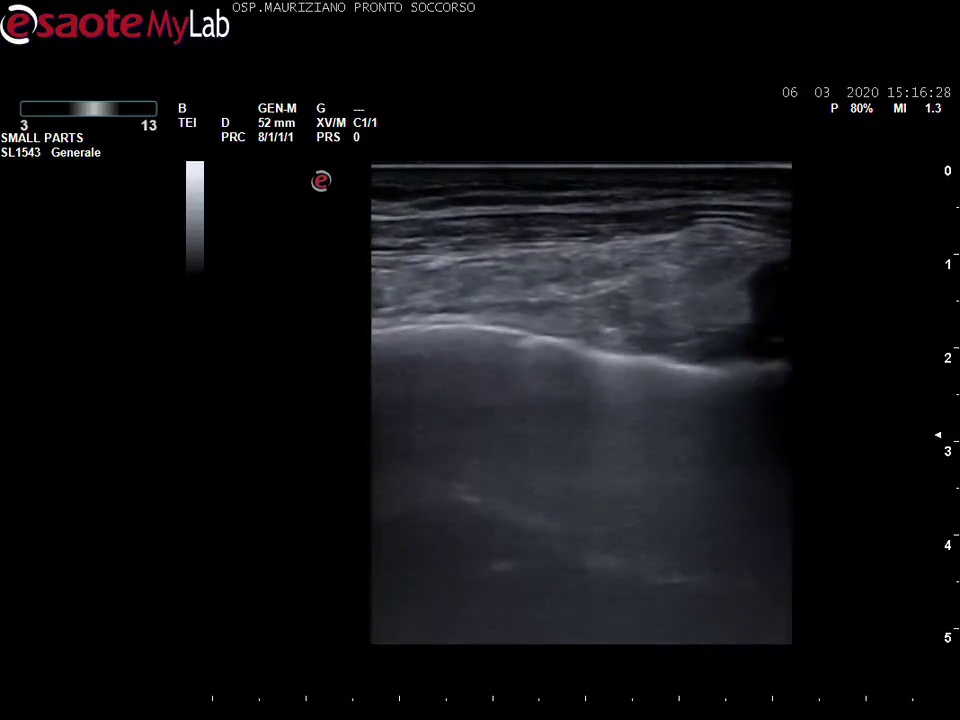 OSP.MAURIZIANO PRONTO SOCCORSO
esaote MyLab
06 03 2020 15:16:28
B GEN-M G ---
P 80% MI 1.3
TEI D 52 mm XV/M C1/1
3 13
PRC 8/1/1/1 PRS 0
SMALL PARTS
SL1543 Generale
e
0
1
2
3
4
5